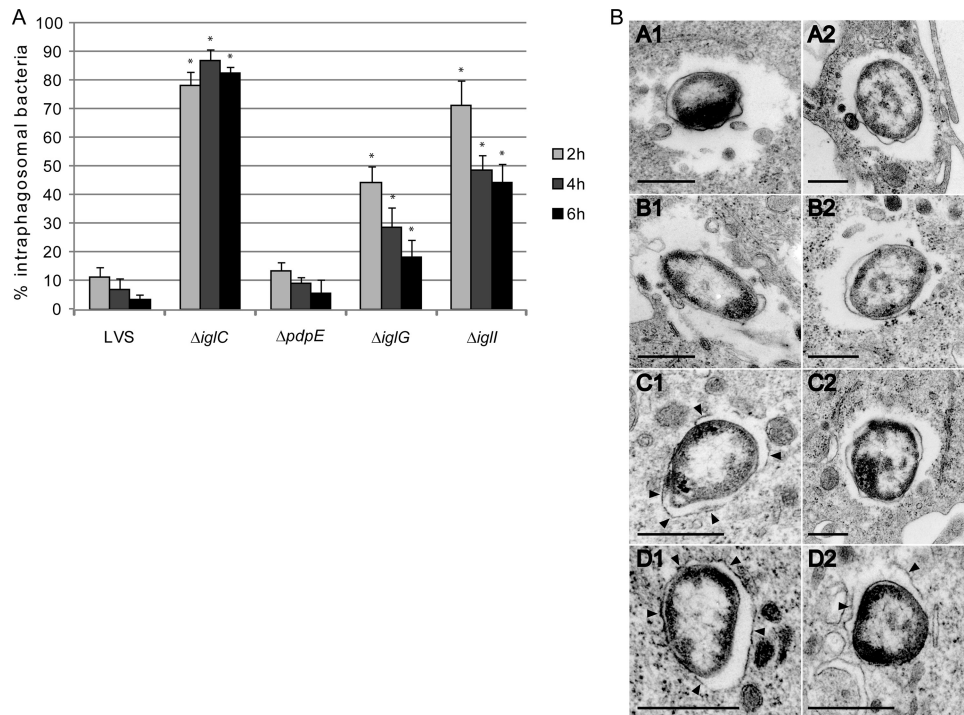 A
% intraphagosomal bacteria
100
90
80
70
60
50
40
30
20
10
0
* * * * * * * * *
LVS ΔiglC ΔpdpE ΔiglG ΔiglI
2h
4h
6h
B
A1 A2
B1 B2
C1 C2
D1 D2